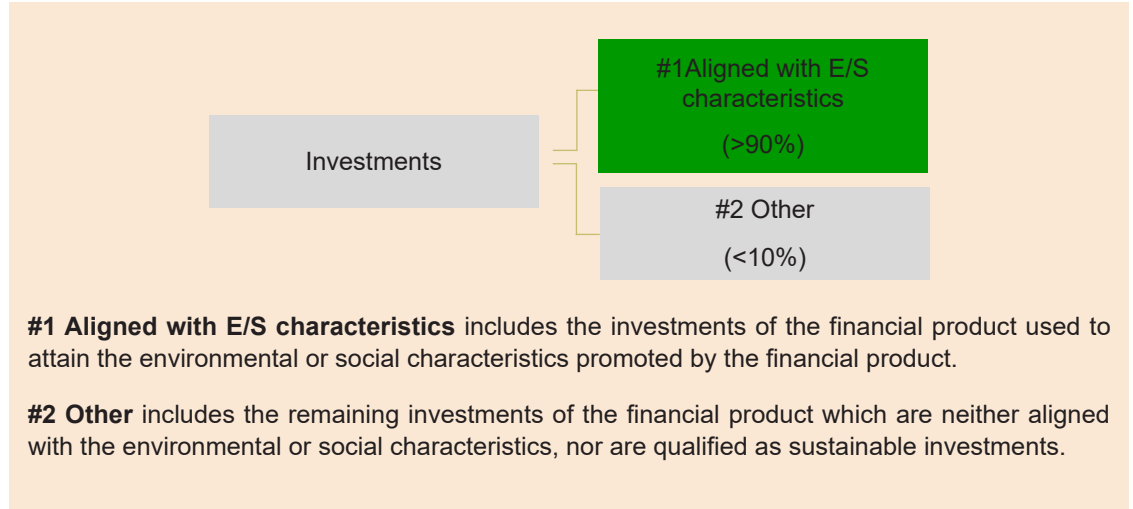 #1Aligned with E/S
characteristics
(>90%)
Investments
#2 Other
(<10%)
#1 Aligned with E/S characteristics includes the investments of the financial product used to
attain the environmental or social characteristics promoted by the financial product.
#2 Other includes the remaining investments of the financial product which are neither aligned
with the environmental or social characteristics, nor are qualified as sustainable investments.